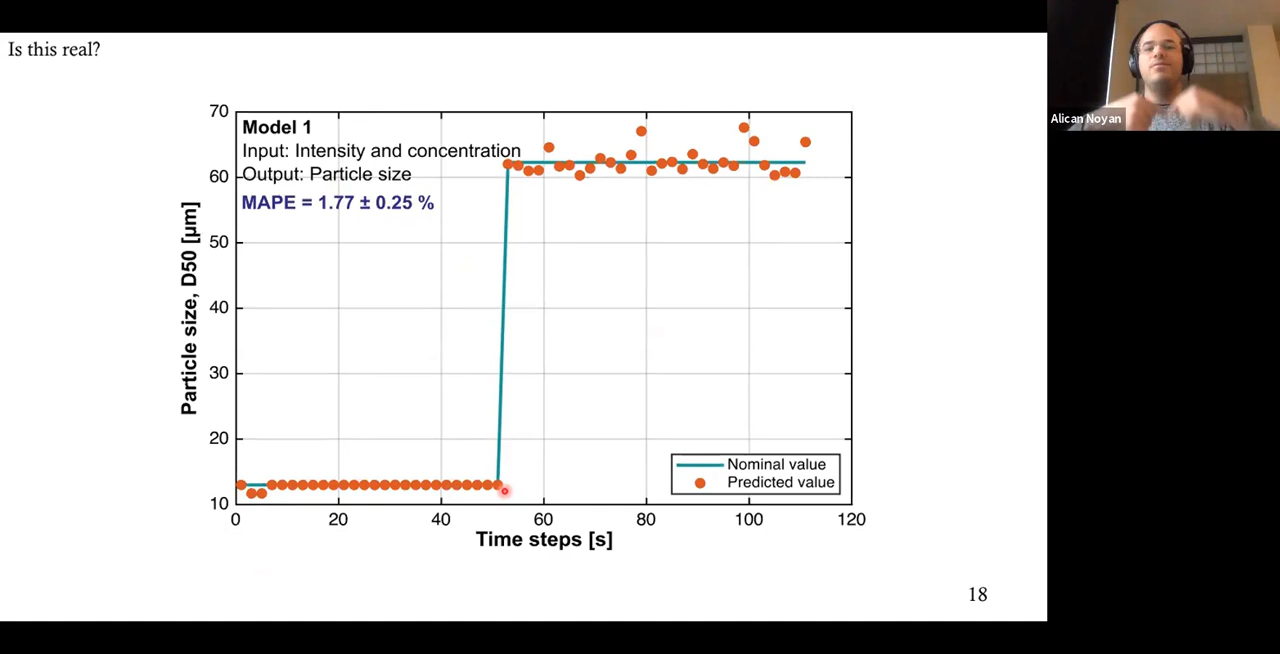 Is this real?
Alican Noyan
Model 1
Input: Intensity and concentration
Output: Particle size
MAPE = 1.77 ± 0.25 %
Particle size, D50 [µm]
70
60
50
40
30
20
10
0
20
40
60
80
100
120
Time steps [s]
Nominal value
Predicted value
18